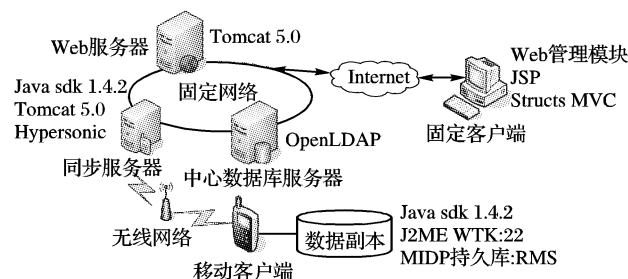 Web服务器
Tomcat 5.0
Java sdk 1.4.2
Tomcat 5.0
Hypersonic
固定网络
Internet
Web管理模块
JSP
Structs MVC
固定客户端
OpenLDAP
同步服务器
中心数据库服务器
无线网络
移动客户端
数据副本
Java sdk 1.4.2
J2ME WTK:22
MIDP持久库:RMS